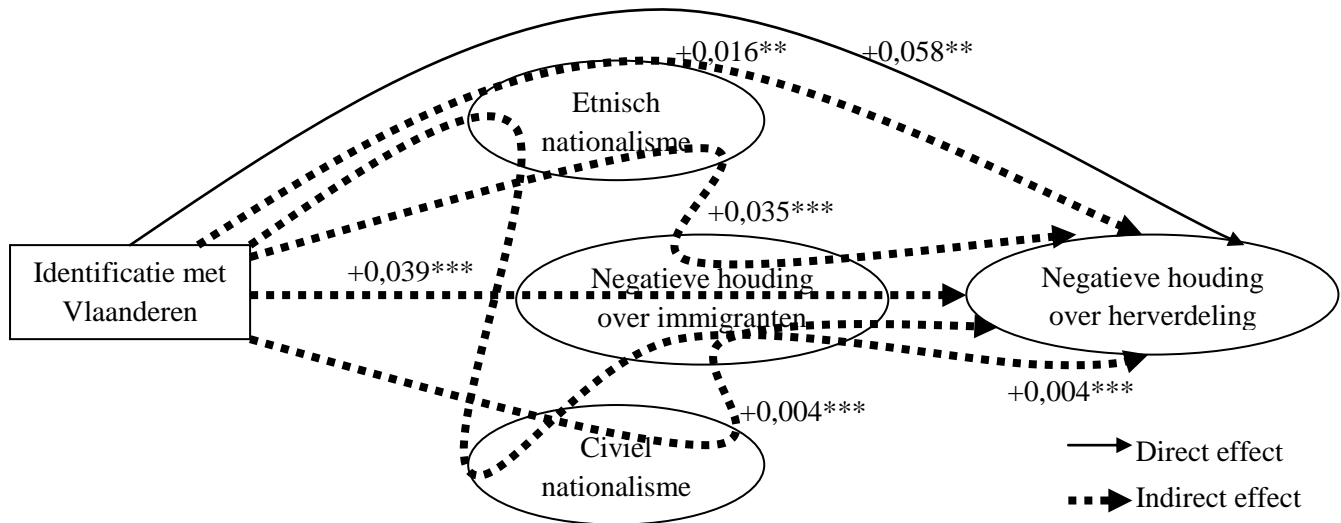 +0,016**
+0,058**
Etnisch
nationalisme
+0,035***
Identificatie met
Vlaanderen
+0,039***
Negatieve houding
over immigranten
Negatieve houding
over herverdeling
+0,004***
+0,004***
Civiel
nationalisme
Direct effect
Indirect effect